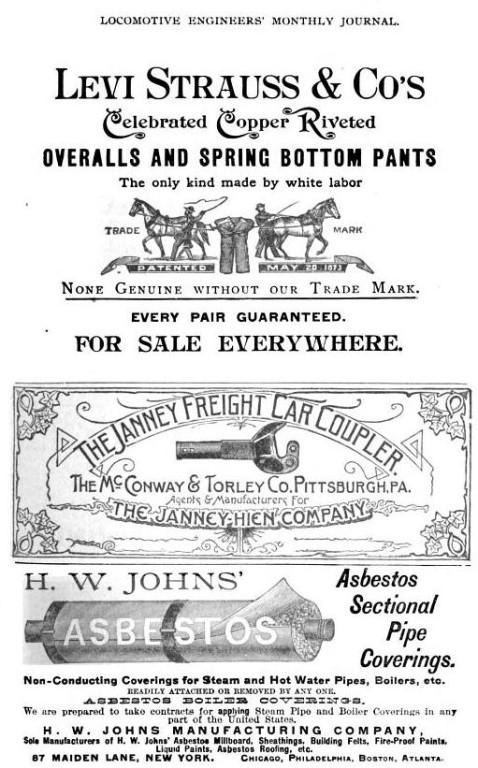 LOCOMOTIVE ENGINEERS' MONTHLY JOURNAL.
LEVI STRAUSS & CO'S
Celebrated Copper Riveted
OVERALLS AND SPRING BOTTOM PANTS
The only kind made by white labor
TRADE MARK
PATENTED MAY 20 1873
NONE GENUINE WITHOUT OUR TRADE MARK.
EVERY PAIR GUARANTEED.
FOR SALE EVERYWHERE.
THE JANNEY FREIGHT CAR COUPLER.
THE McCONWAY & TORLEY CO. PITTSBURGH, PA.
Agents & Manufacturers For
THE JANNEY-HIEN COMPANY
H. W. JOHNS'
ASBESTOS
Asbestos
Sectional
Pipe
Coverings.
Non-Conducting Coverings for Steam and Hot Water Pipes, Boilers, etc.
READILY ATTACHED OR REMOVED BY ANY ONE.
ASBESTOS BOILER COVERINGS.
We are prepared to take contracts for applying Steam Pipe and Boiler Coverings in any
part of the United States.
H. W. JOHNS MANUFACTURING COMPANY,
Sole Manufacturers of H. W. Johns' Asbestos Millboard, Sheathings, Building Felts, Fire-Proof Paints,
Liquid Paints, Asbestos Roofing, etc.
87 MAIDEN LANE, NEW YORK. CHICAGO, PHILADELPHIA, BOSTON, ATLANTA.